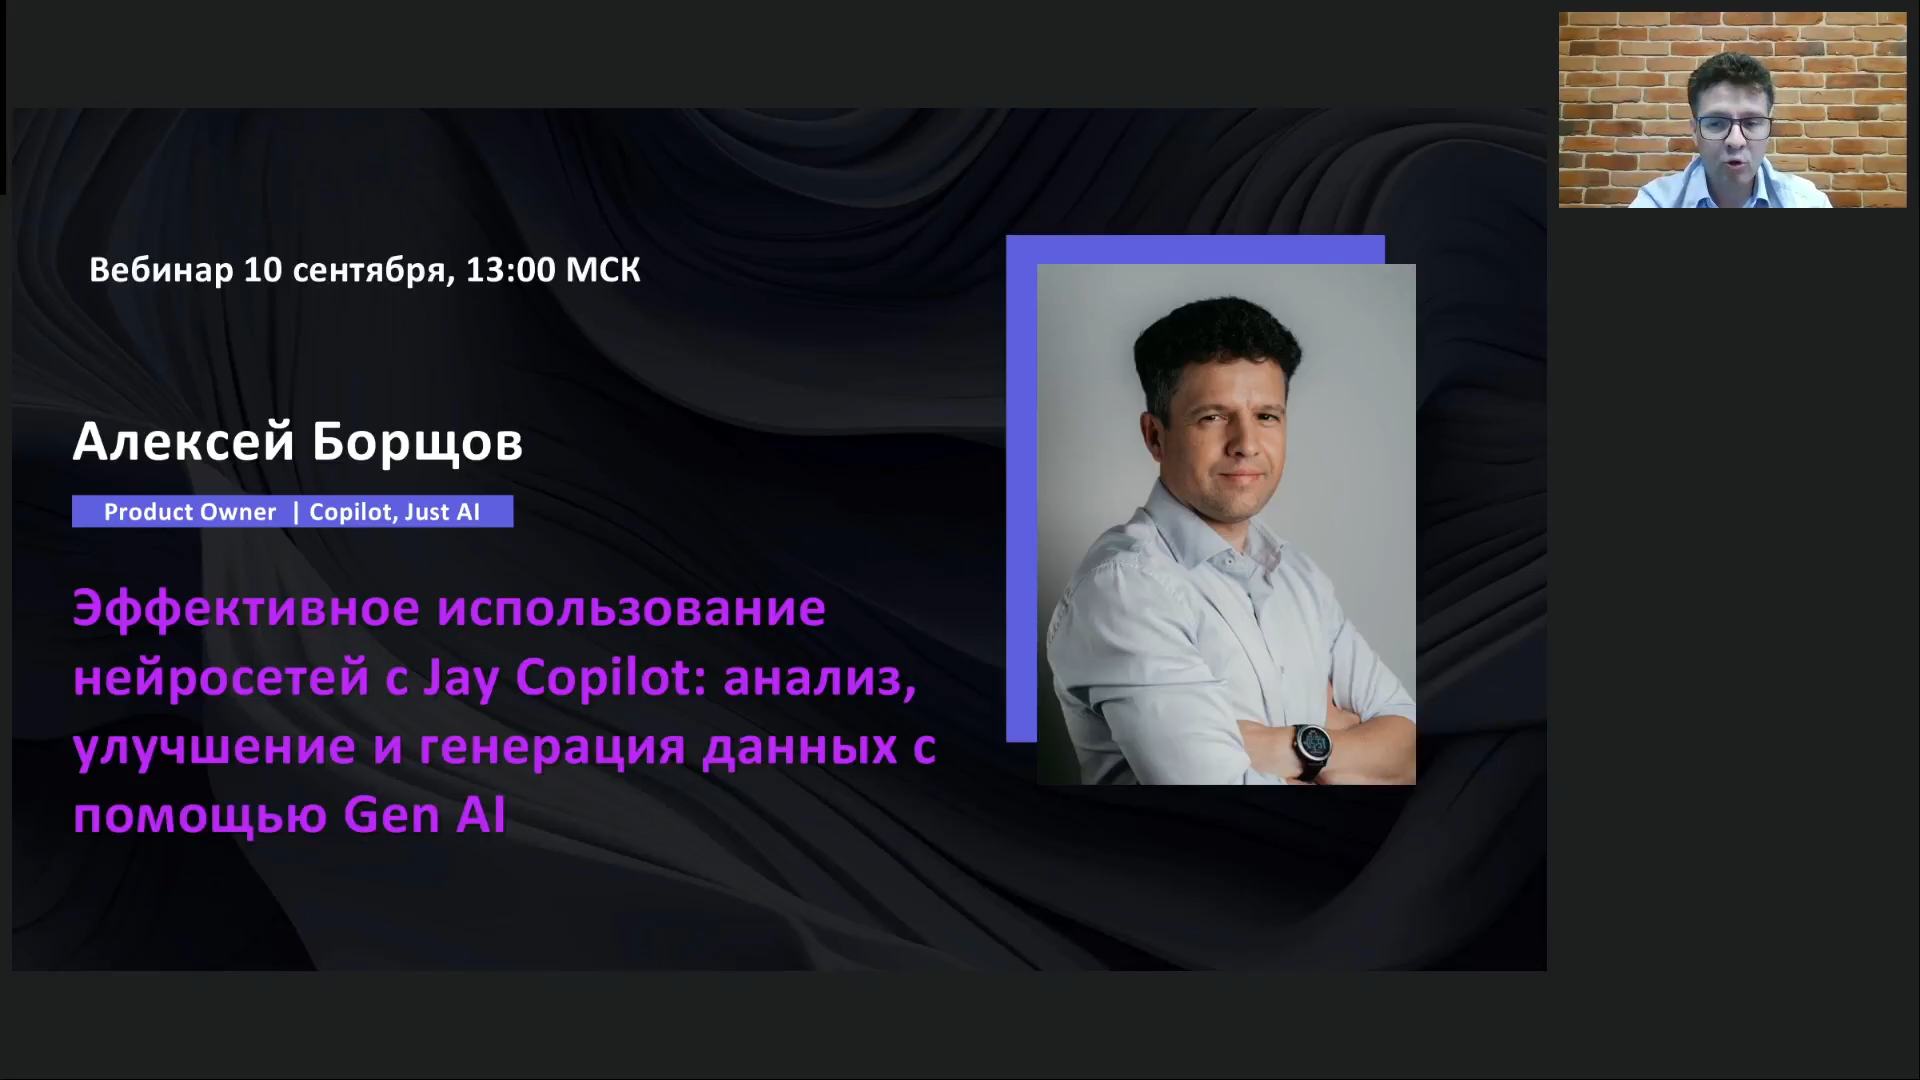 Вебинар 10 сентября, 13:00 МСК
Алексей Борщов
Product Owner | Copilot, Just AI
Эффективное использование
нейросетей с Jay Copilot: анализ,
улучшение и генерация данных с
помощью Gen AI